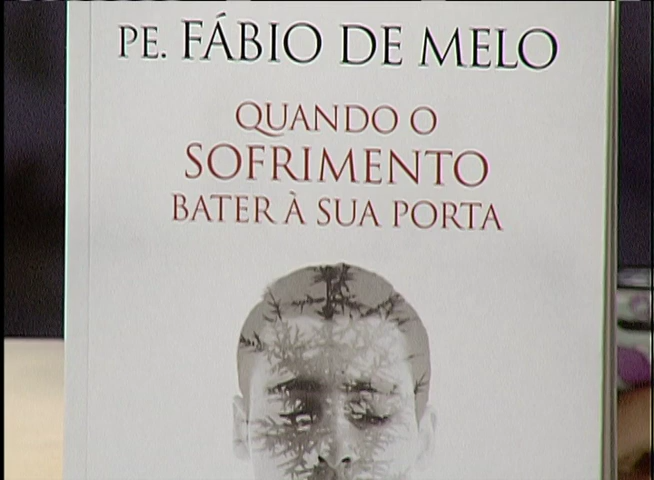 PE. FÁBIO DE MELO
QUANDO O
SOFRIMENTO
BATER À SUA PORTA